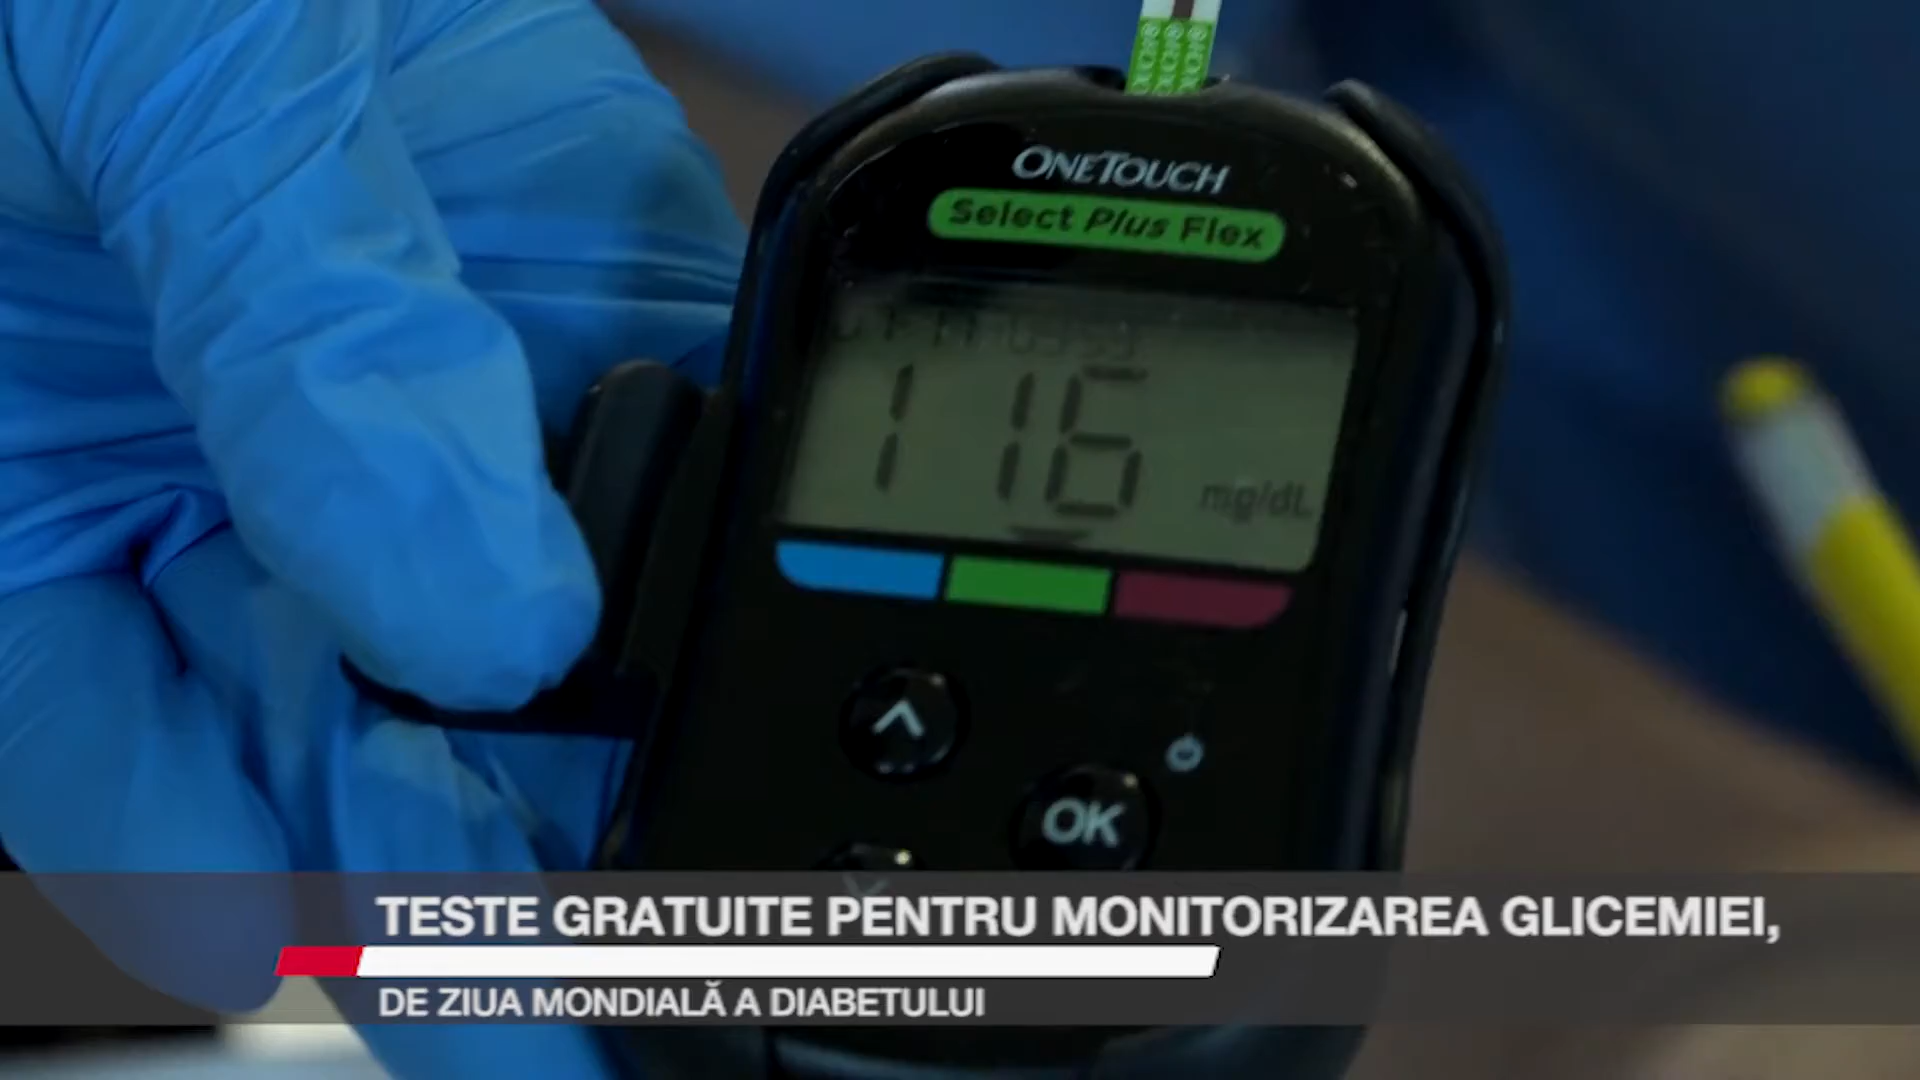 ONETOUCH
Select Plus Flex
116
mg/dL
OK
TESTE GRATUITE PENTRU MONITORIZAREA GLICEMIEI,
DE ZIUA MONDIALĂ A DIABETULUI